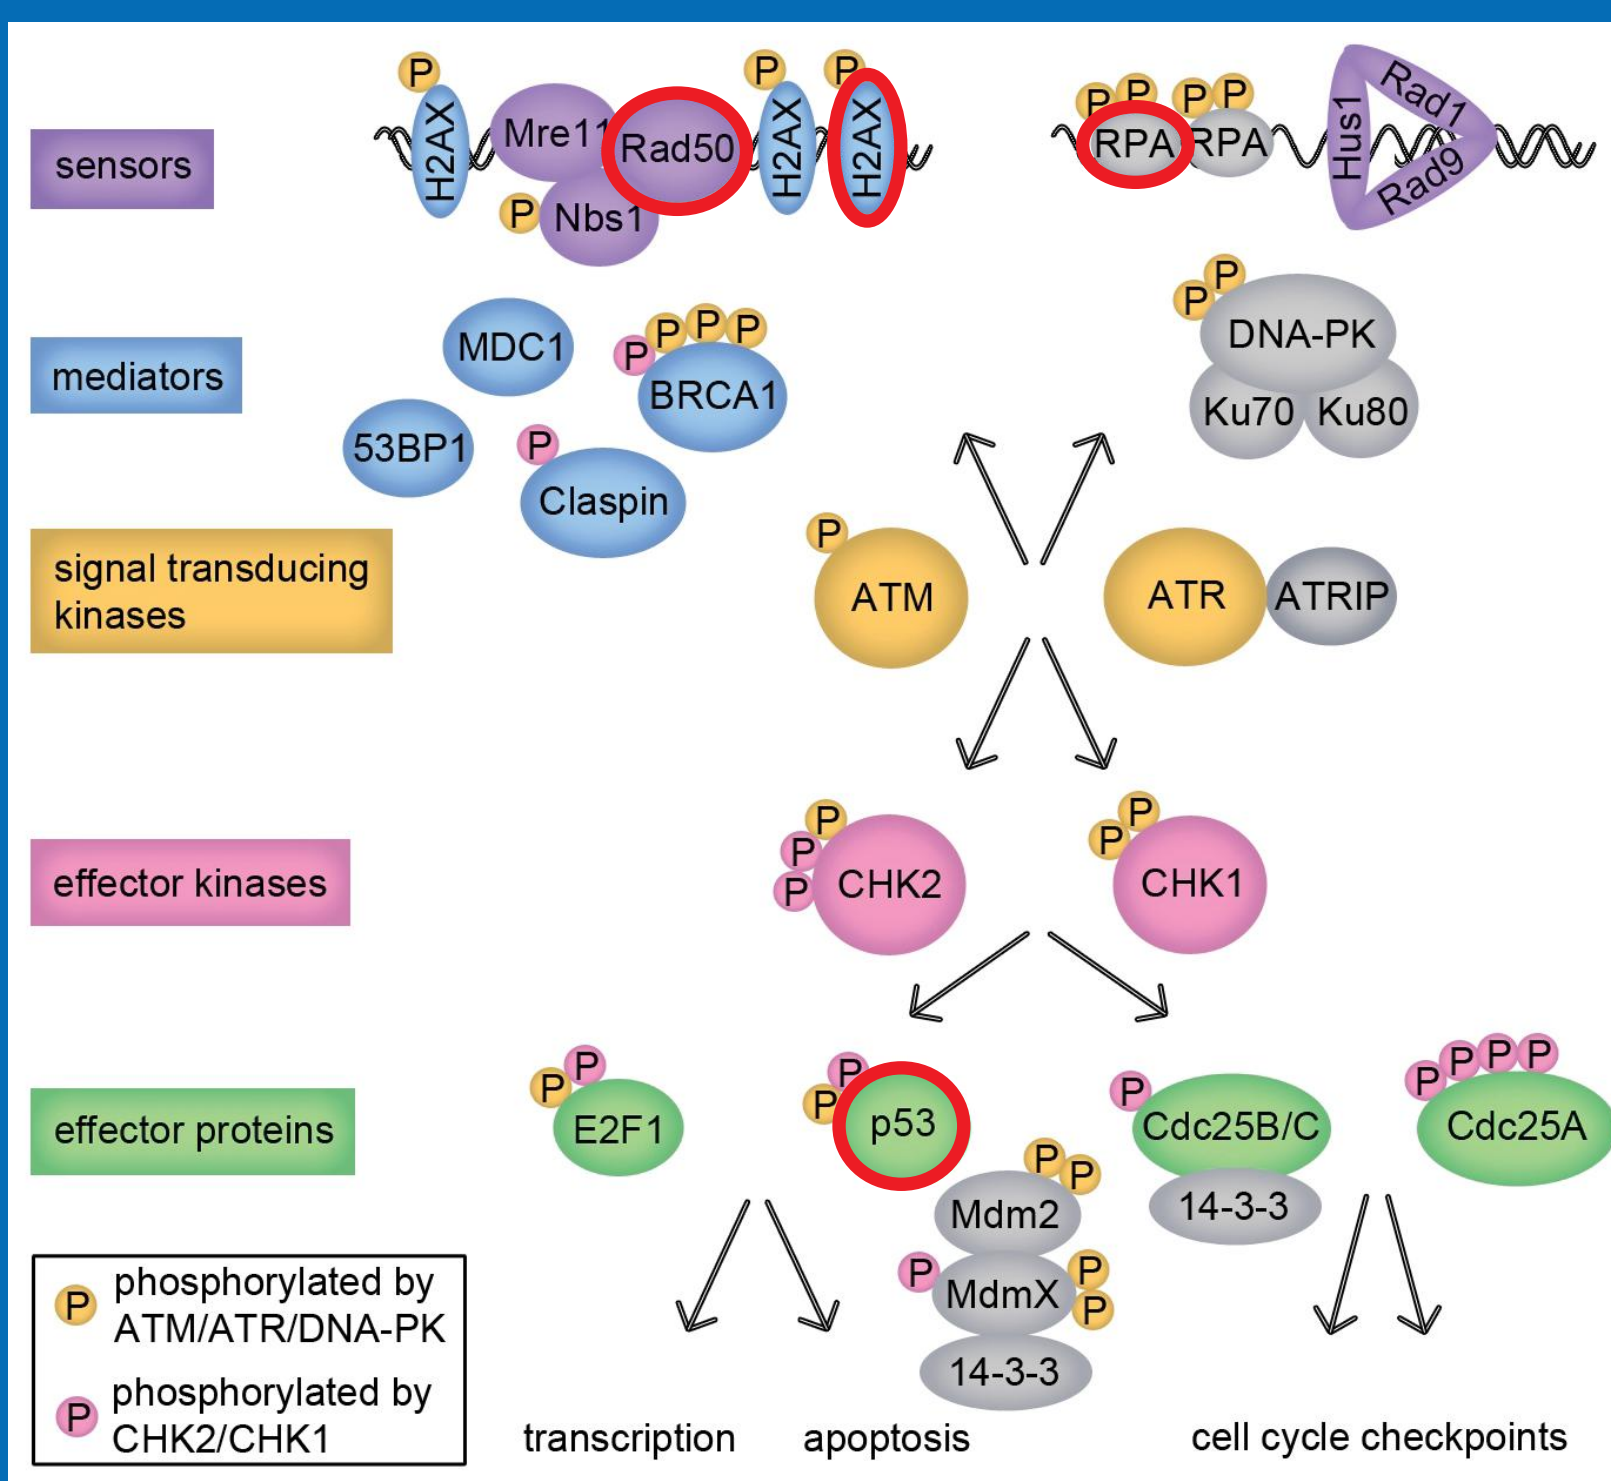 sensors
P
H2AX
Mre11
Rad50
P
Nbs1
P
H2AX
P
H2AX
P P P P
RPA RPA
Hus1
Rad1
Rad9
mediators
MDC1
P P P P
BRCA1
53BP1
P
Claspin
P P
DNA-PK
Ku70 Ku80
signal transducing
kinases
P
ATM
ATR ATRIP
effector kinases
P
P
P
CHK2
P
P
CHK1
effector proteins
P P
E2F1
P
P
p53
P P
Mdm2
P MdmX P
P
14-3-3
P
Cdc25B/C
14-3-3
P P P P
Cdc25A
P phosphorylated by
ATM/ATR/DNA-PK
P phosphorylated by
CHK2/CHK1
transcription apoptosis cell cycle checkpoints